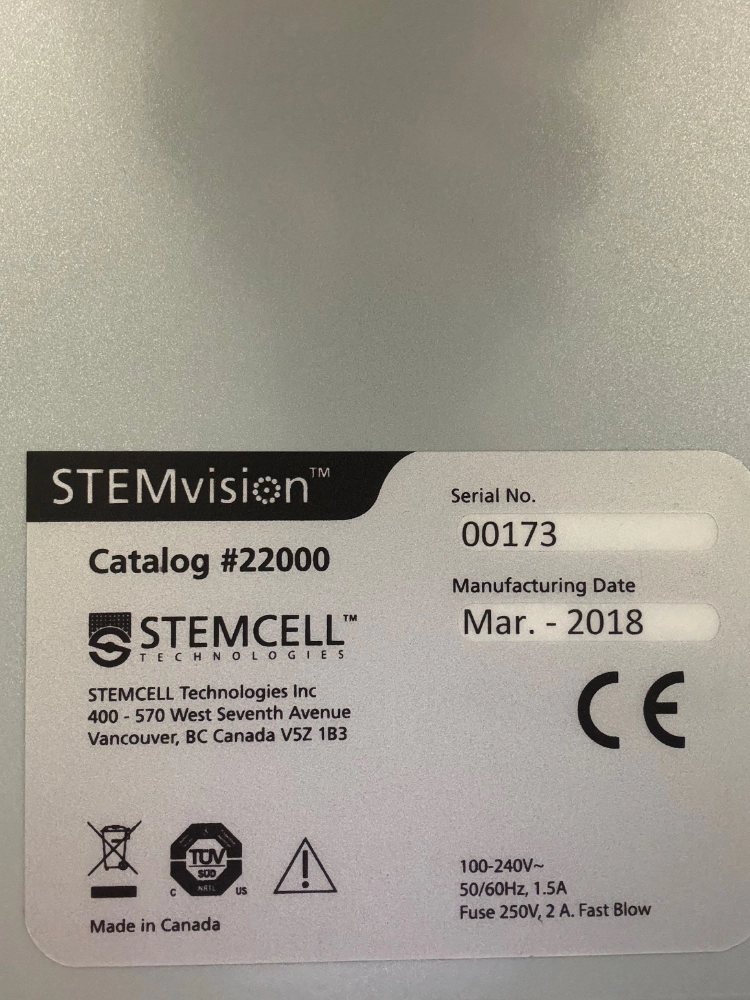 STEMvision™
Catalog #22000
STEMCELL™
TECHNOLOGIES
STEMCELL Technologies Inc
400 - 570 West Seventh Avenue
Vancouver, BC Canada V5Z 1B3
Serial No.
00173
Manufacturing Date
Mar. - 2018
CE
TÜV
SÜD
C NRTL US
Made in Canada
100-240V~
50/60Hz, 1.5A
Fuse 250V, 2 A. Fast Blow